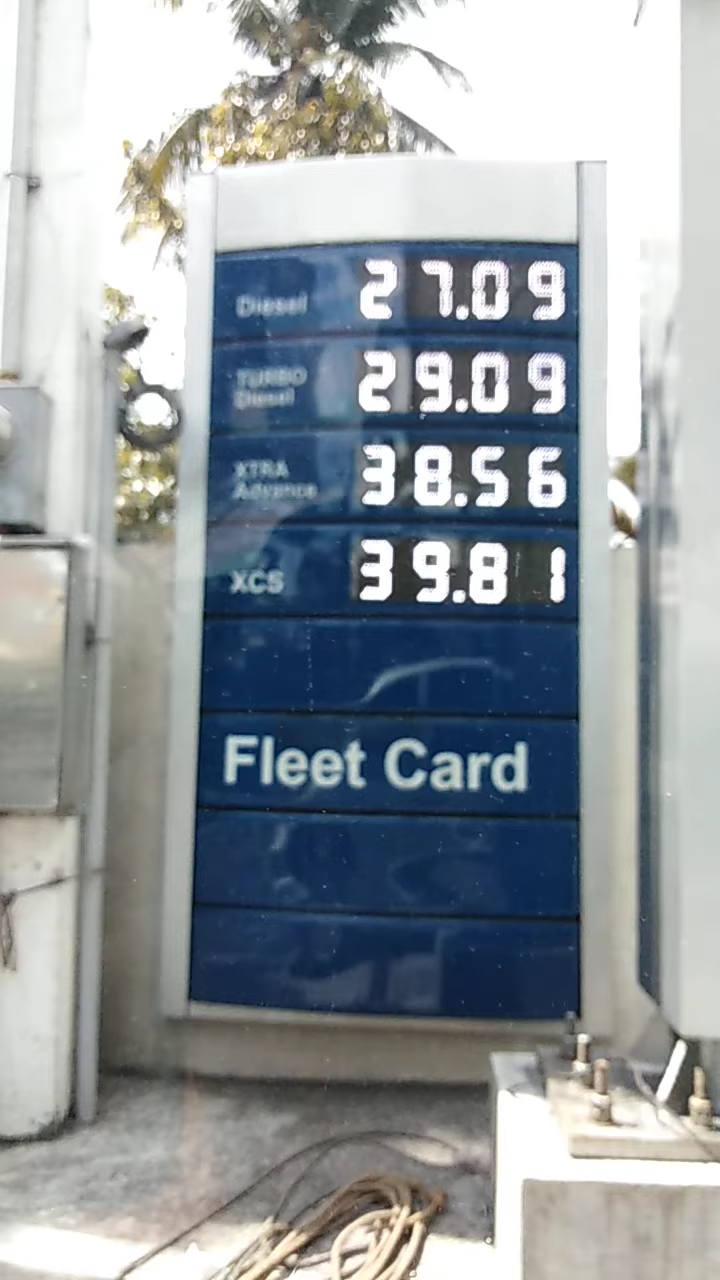 Diesel 27.09
TURBO
Diesel 29.09
XTRA
Advance 38.56
XCS 39.81
Fleet Card